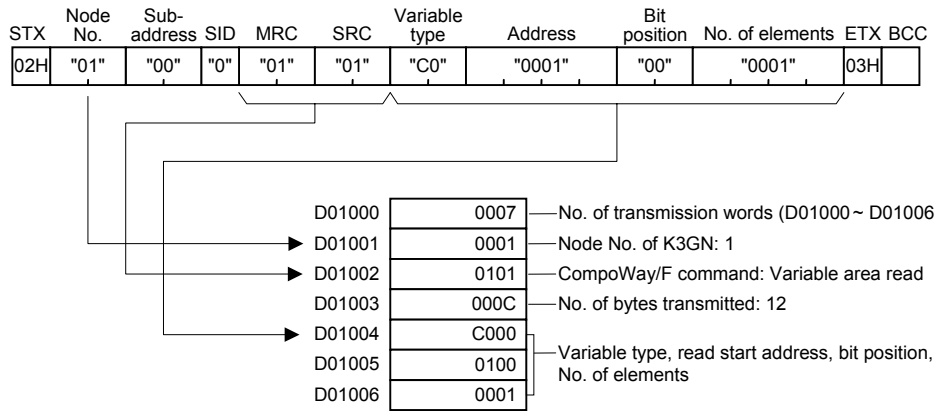 STX Node No. Sub-address SID MRC SRC Variable type Address Bit position No. of elements ETX BCC
02H "01" "00" "0" "01" "01" "C0" "0001" "00" "0001" 03H
D01000 0007 No. of transmission words (D01000 ~ D01006
D01001 0001 Node No. of K3GN: 1
D01002 0101 CompoWay/F command: Variable area read
D01003 000C No. of bytes transmitted: 12
D01004 C000
Variable type, read start address, bit position,
D01005 0100
No. of elements
D01006 0001